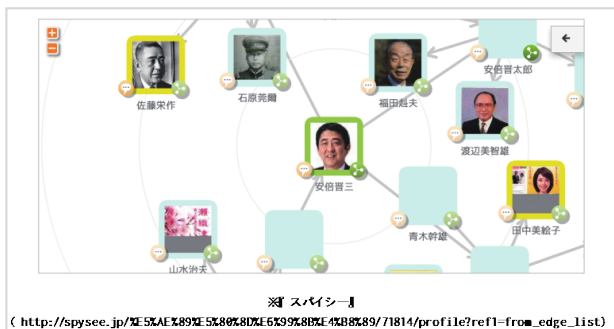 安倍晋太郎
佐藤栄作
石原莞爾
福田赳夫
渡辺美智雄
安倍晋三
青木幹雄
田中美絵子
山水治夫
瀬織
※『スパイシー』
( http://spysee.jp/%E5%AE%89%E5%80%8D%E6%99%8B%E4%B8%89/71814/profile?ref1=from_edge_list)